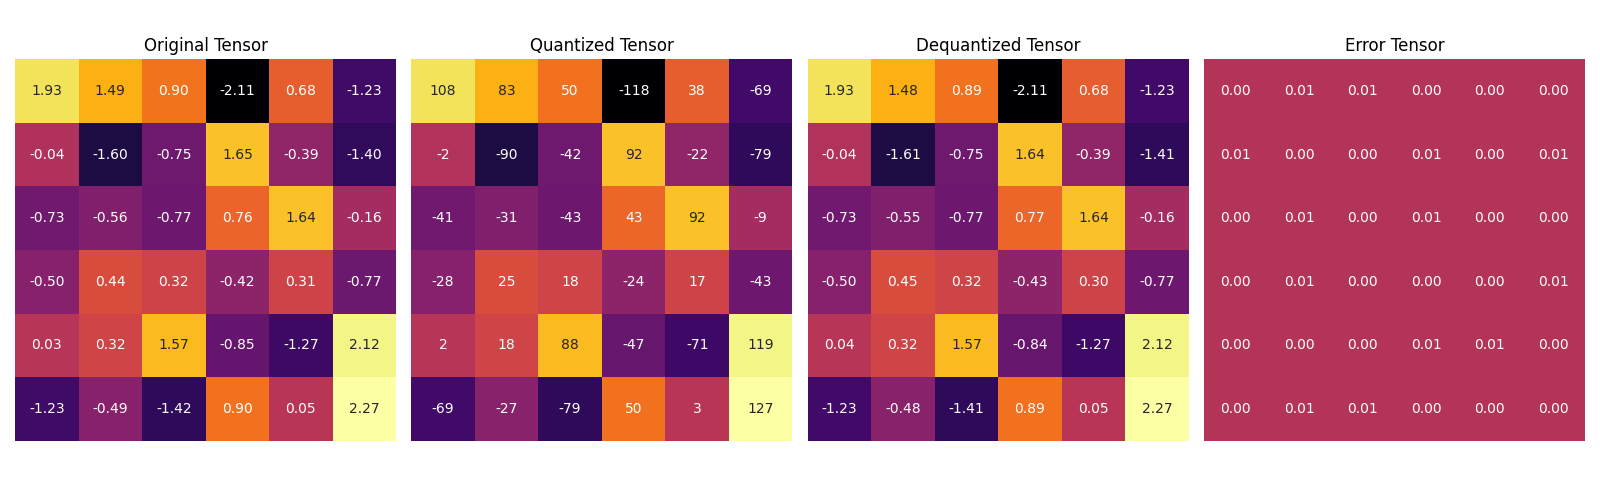 Original Tensor Quantized Tensor Dequantized Tensor Error Tensor
1.93 1.49 0.90 -2.11 0.68 -1.23 108 83 50 -118 38 -69 1.93 1.48 0.89 -2.11 0.68 -1.23 0.00 0.01 0.01 0.00 0.00 0.00
-0.04 -1.60 -0.75 1.65 -0.39 -1.40 -2 -90 -42 92 -22 -79 -0.04 -1.61 -0.75 1.64 -0.39 -1.41 0.01 0.00 0.00 0.01 0.00 0.01
-0.73 -0.56 -0.77 0.76 1.64 -0.16 -41 -31 -43 43 92 -9 -0.73 -0.55 -0.77 0.77 1.64 -0.16 0.00 0.01 0.00 0.01 0.00 0.00
-0.50 0.44 0.32 -0.42 0.31 -0.77 -28 25 18 -24 17 -43 -0.50 0.45 0.32 -0.43 0.30 -0.77 0.00 0.01 0.00 0.00 0.00 0.01
0.03 0.32 1.57 -0.85 -1.27 2.12 2 18 88 -47 -71 119 0.04 0.32 1.57 -0.84 -1.27 2.12 0.00 0.00 0.00 0.01 0.01 0.00
-1.23 -0.49 -1.42 0.90 0.05 2.27 -69 -27 -79 50 3 127 -1.23 -0.48 -1.41 0.89 0.05 2.27 0.00 0.01 0.01 0.00 0.00 0.00